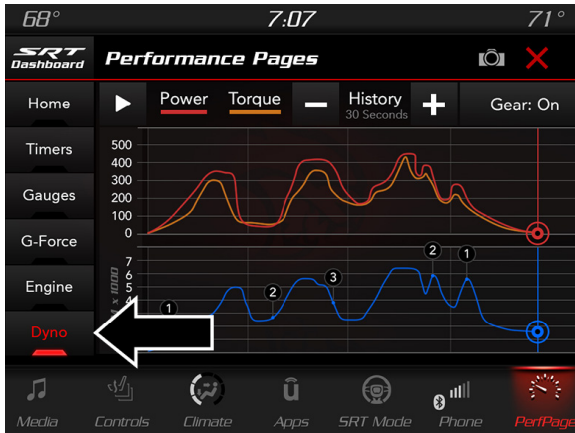 68°
7:07
71°
SRT
Dashboard
Performance Pages
Home
Power
Torque
History
30 Seconds
Gear: On
Timers
Gauges
G-Force
Engine
Dyno
500
400
300
200
100
0
7
6
5
4
x 1000
1
2
3
2
1
Media
Controls
Climate
Apps
SRT Mode
Phone
PerfPage